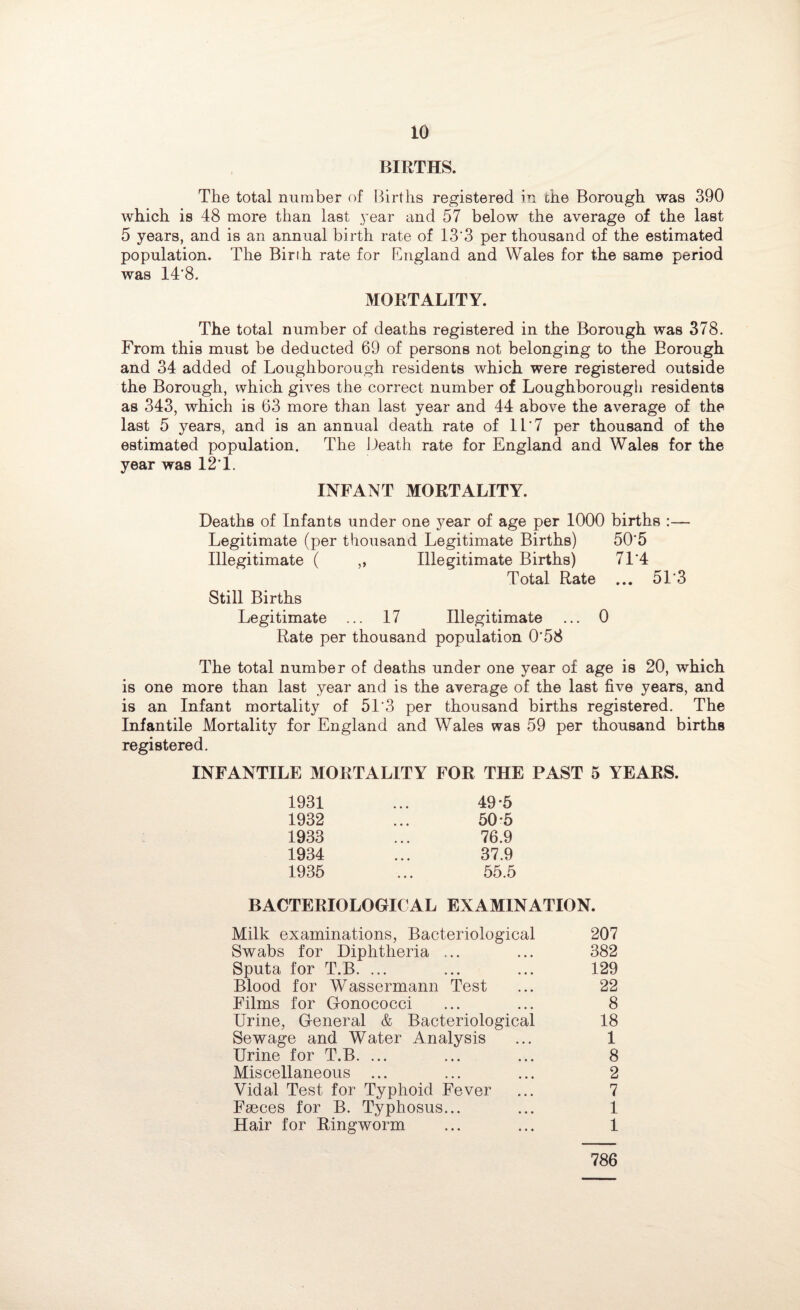 10
BIRTHS.
The total number of Births registered in the Borough was 390
which is 48 more than last year and 57 below the average of the last
5 years, and is an annual birth rate of 13·3 per thousand of the estimated
population. The Birth rate for England and Wales for the same period
was 14·8.
MORTALITY.
The total number of deaths registered in the Borough was 378.
From this must be deducted 69 of persons not belonging to the Borough
and 34 added of Loughborough residents which were registered outside
the Borough, which gives the correct number of Loughborough residents
as 343, which is 63 more than last year and 44 above the average of the
last 5 years, and is an annual death rate of 11·7 per thousand of the
estimated population. The Death rate for England and Wales for the
year was 12·1.
INFANT MORTALITY.
Deaths of Infants under one year of age per 1000 births :—
Legitimate (per thousand Legitimate Births) 50·5
Illegitimate ( ,, Illegitimate Births) 71·4
Total Rate ... 51·3
Still Births
Legitimate ... 17 Illegitimate ... 0
Rate per thousand population 0·58
The total number of deaths under one year of age is 20, which
is one more than last year and is the average of the last five years, and
is an Infant mortality of 51·3 per thousand births registered. The
Infantile Mortality for England and Wales was 59 per thousand births
registered.
INFANTILE MORTALITY FOR THE PAST 5 YEARS.
1931 ... 49·5
1932 ... 50·5
1933 ... 76.9
1934 ... 37.9
1935 ... 55.5
BACTERIOLOGICAL EXAMINATION.
Milk examinations, Bacteriological 207
Swabs for Diphtheria ... ... 382
Sputa for T.B. ... ... ... 129
Blood for Wassermann Test ... 22
Films for Gonococci ... ... 8
Urine, General & Bacteriological 18
Sewage and Water Analysis ... 1
Urine for T.B. ... ... ... 8
Miscellaneous ... ... ... 2
Vidal Test for Typhoid Fever ... 7
Fæces for B. Typhosus... ... 1
Hair for Ringworm ... ... 1
786